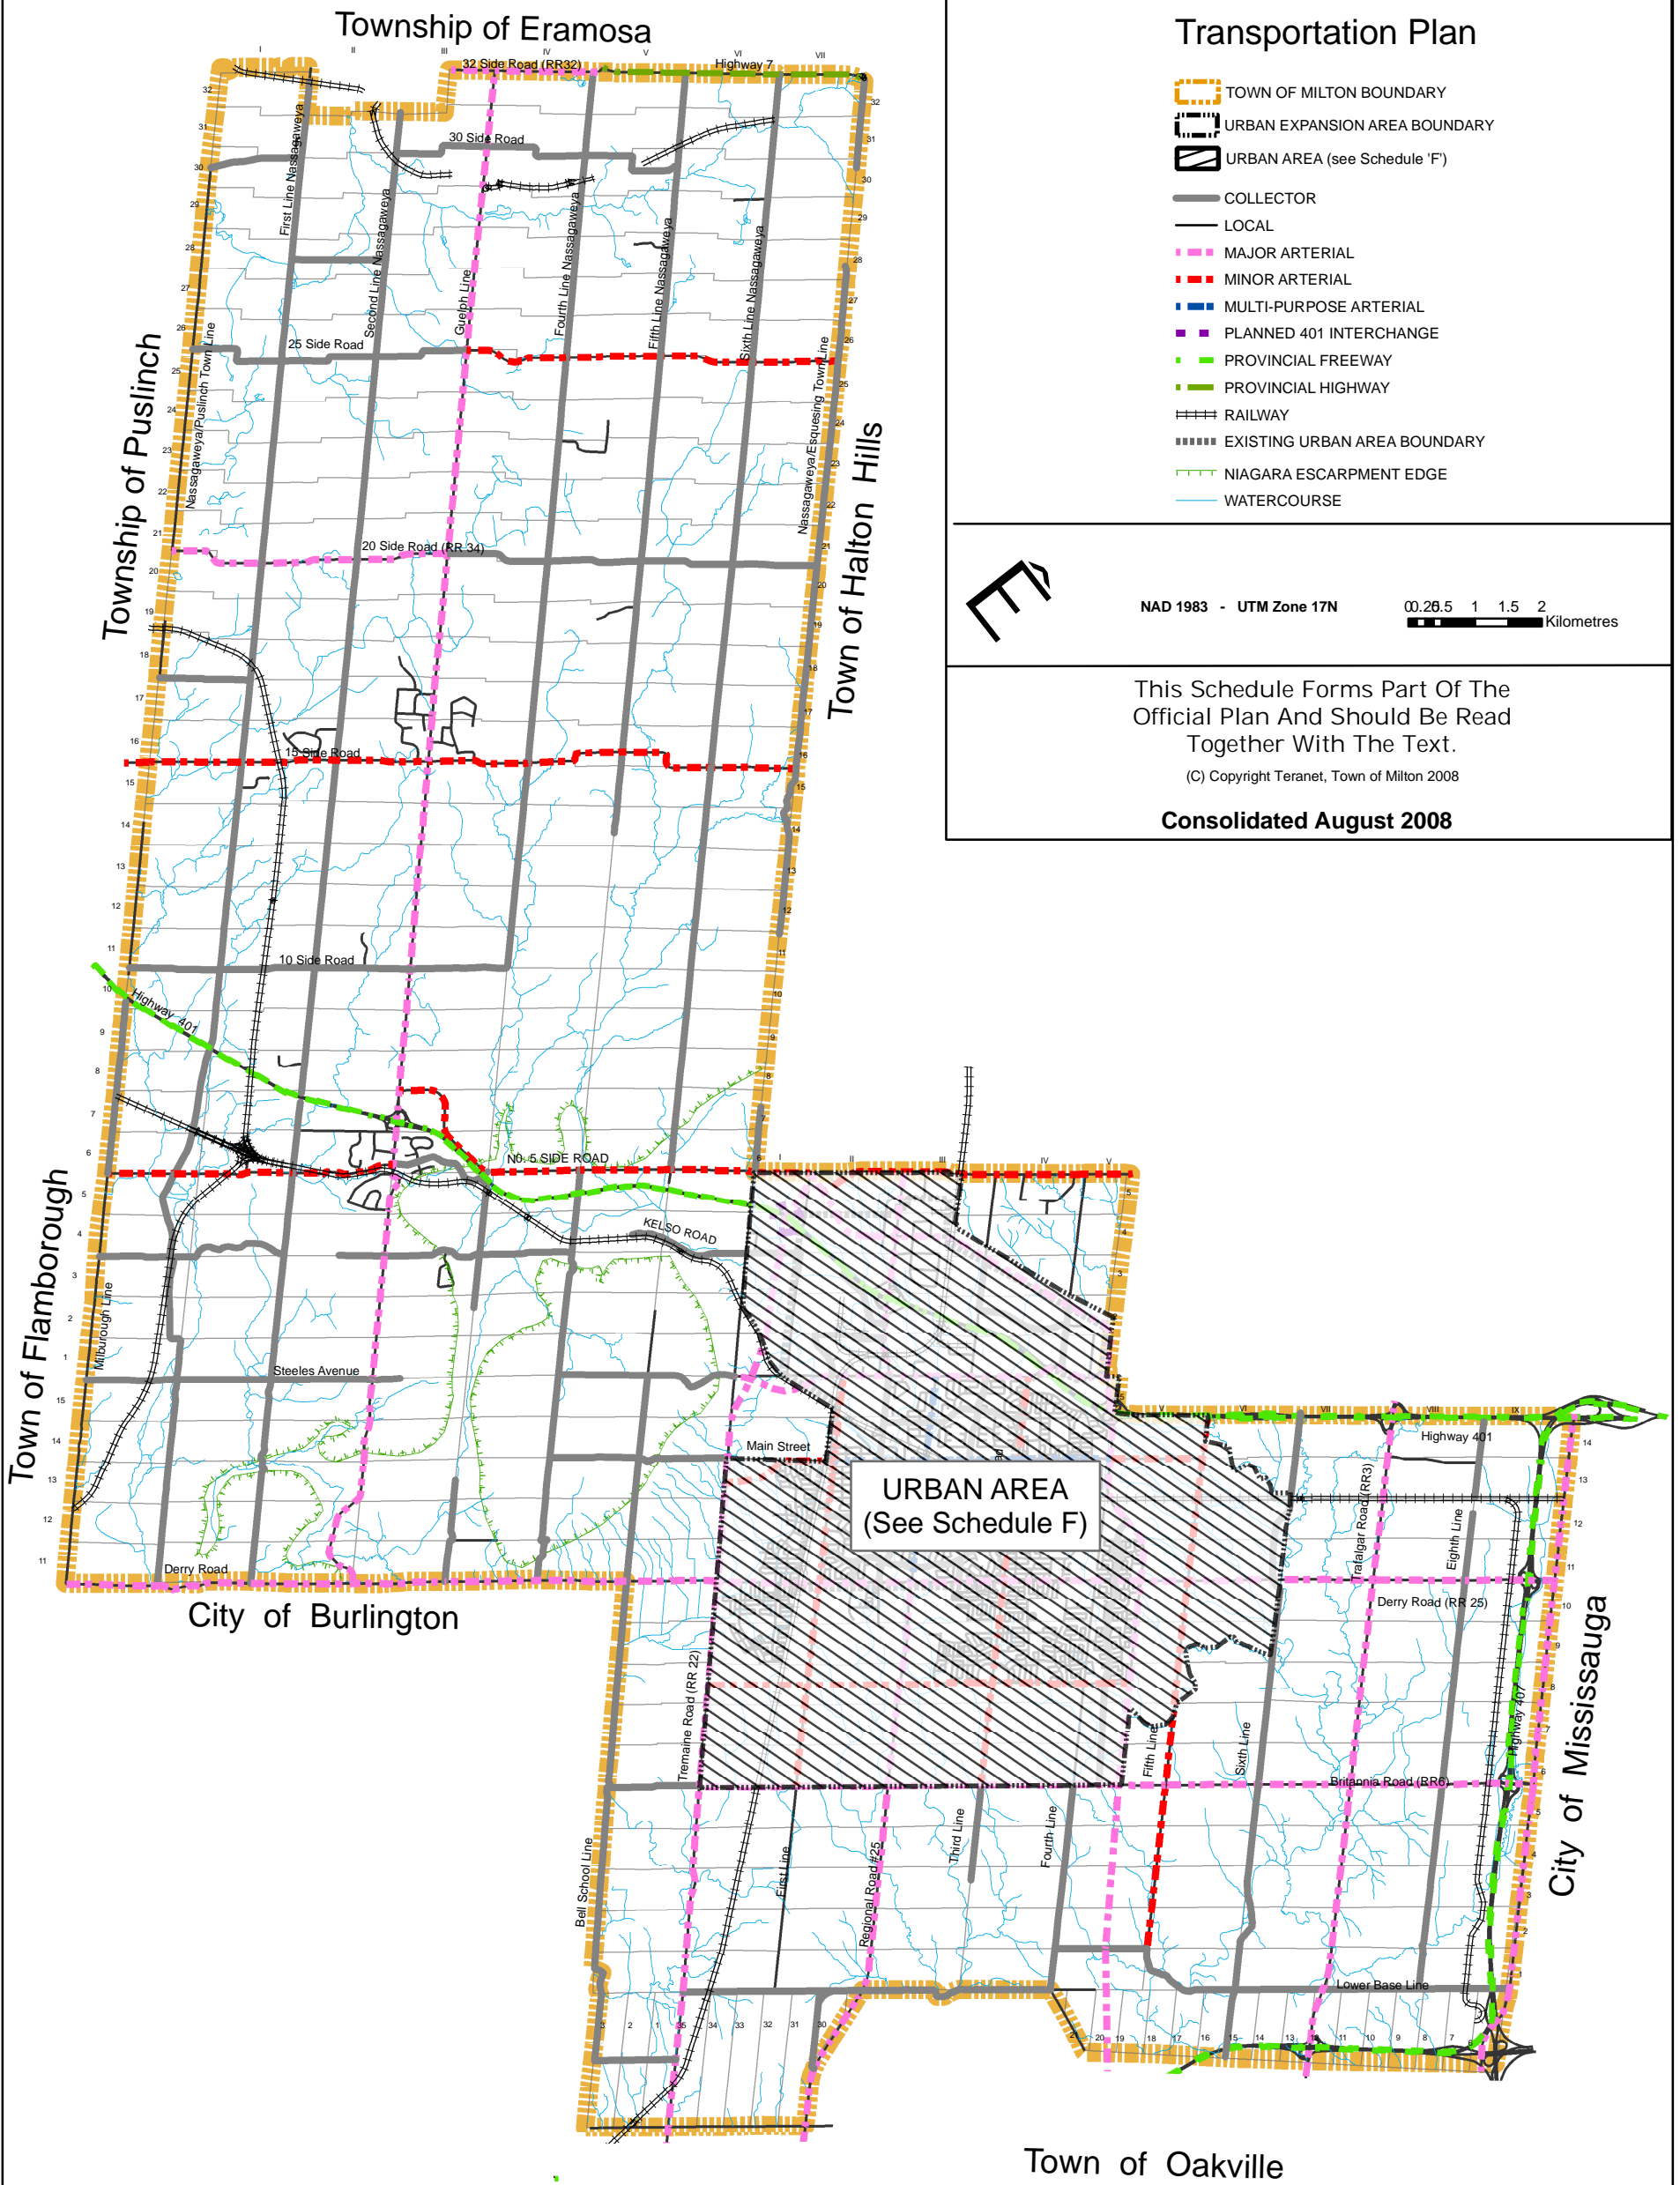 Township of Eramosa
Transportation Plan
TOWN OF MILTON BOUNDARY
URBAN EXPANSION AREA BOUNDARY
URBAN AREA (see Schedule 'F')
COLLECTOR
LOCAL
MAJOR ARTERIAL
MINOR ARTERIAL
MULTI-PURPOSE ARTERIAL
PLANNED 401 INTERCHANGE
PROVINCIAL FREEWAY
PROVINCIAL HIGHWAY
RAILWAY
EXISTING URBAN AREA BOUNDARY
NIAGARA ESCARPMENT EDGE
WATERCOURSE
NAD 1983 - UTM Zone 17N
1 1.5 2
Kilometres
This Schedule Forms Part Of The
Official Plan And Should Be Read
Together With The Text.
(C) Copyright Teranet, Town of Milton 2008
Consolidated August 2008
I II III IV V VI VII
32 Side Road (RR32)
Highway 7
30 Side Road
First Line Nassagaweya
Second Line Nassagaweya
Guelph Line
Fourth Line Nassagaweya
Fifth Line Nassagaweya
Sixth Line Nassagaweya
Nassagaweya/Puslinch Town Line
Nassagaweya/Esquesing Town Line
25 Side Road
Township of Puslinch
Town of Halton Hills
20 Side Road (RR 34)
15 Side Road
10 Side Road
Highway 401
N0. 5 SIDE ROAD
KELSO ROAD
Town of Flamborough
Milburough Line
Steeles Avenue
Main Street
Derry Road
City of Burlington
URBAN AREA
(See Schedule F)
Highway 401
Trafalgar Road (RR3)
Eighth Line
Derry Road (RR 25)
Highway 407
City of Mississauga
Tremaine Road (RR 22)
Fifth Line
Sixth Line
Britannia Road (RR6)
Bell School Line
First Line
Regional Road #25
Third Line
Fourth Line
Lower Base Line
Town of Oakville